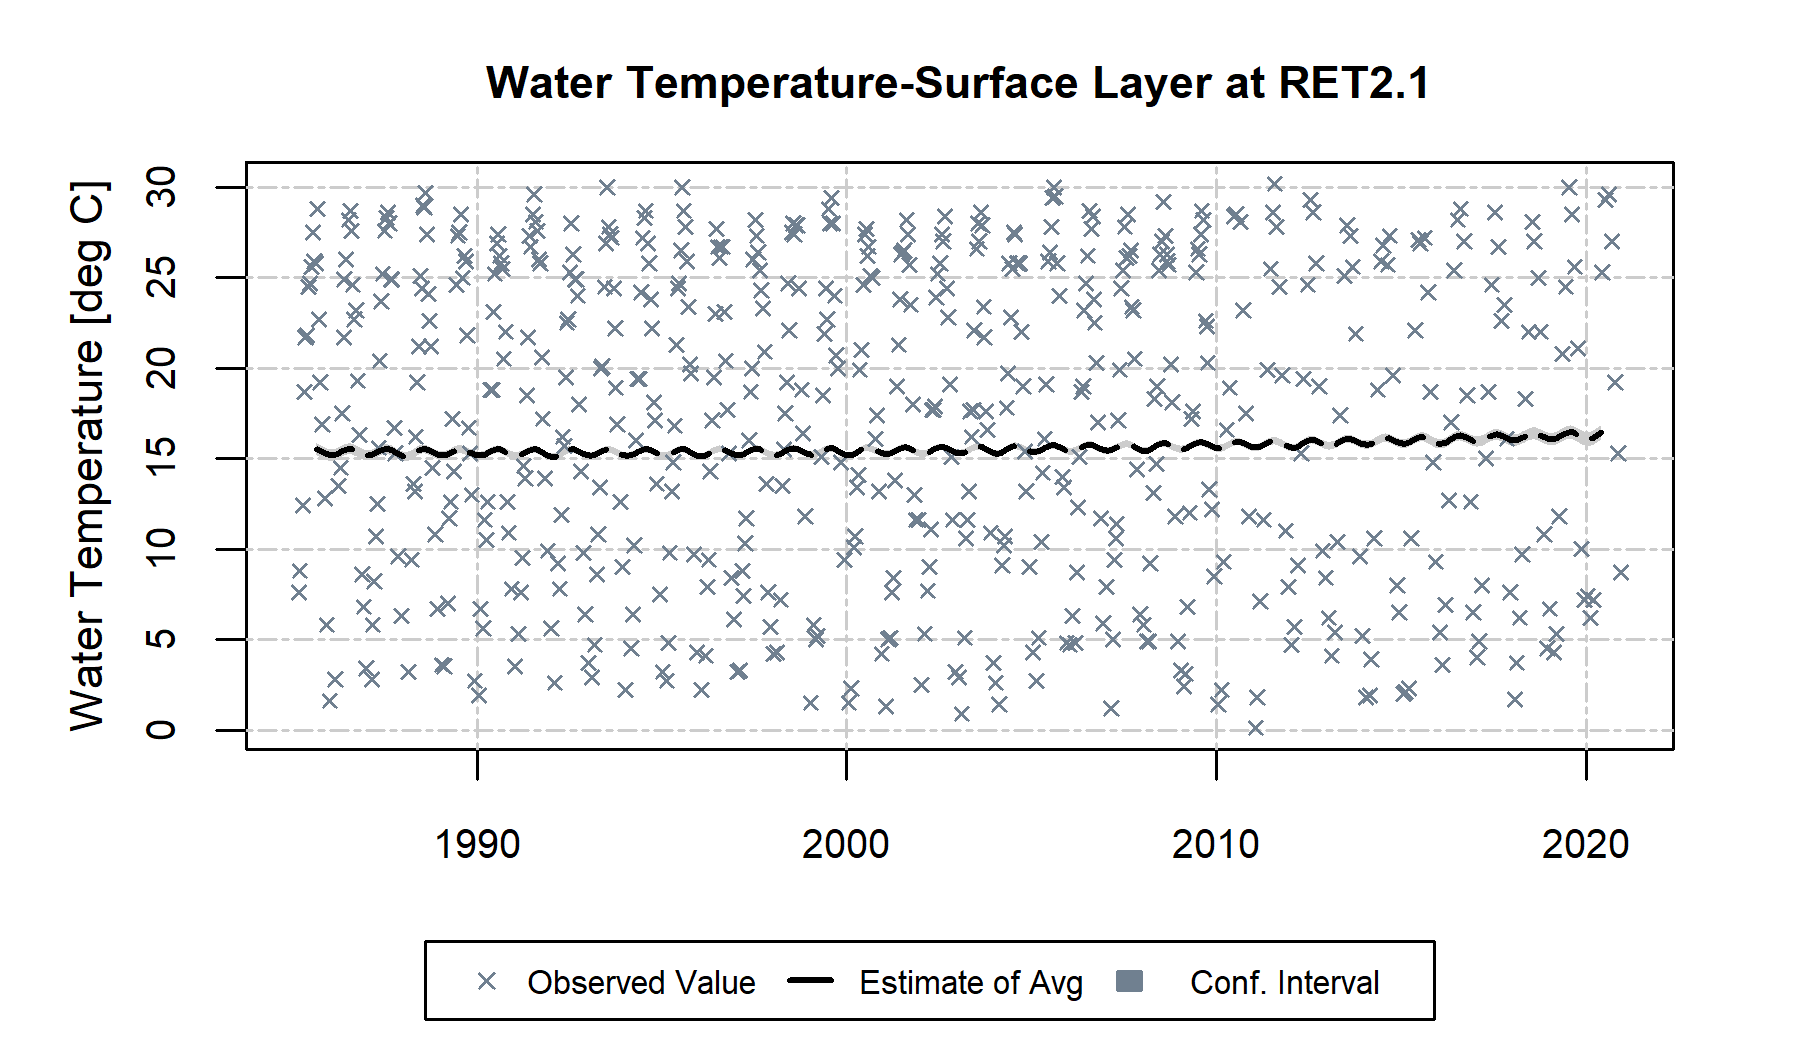 Water Temperature-Surface Layer at RET2.1
Water Temperature [deg C]
30
25
20
15
10
5
0
1990 2000 2010 2020
Observed Value Estimate of Avg Conf. Interval